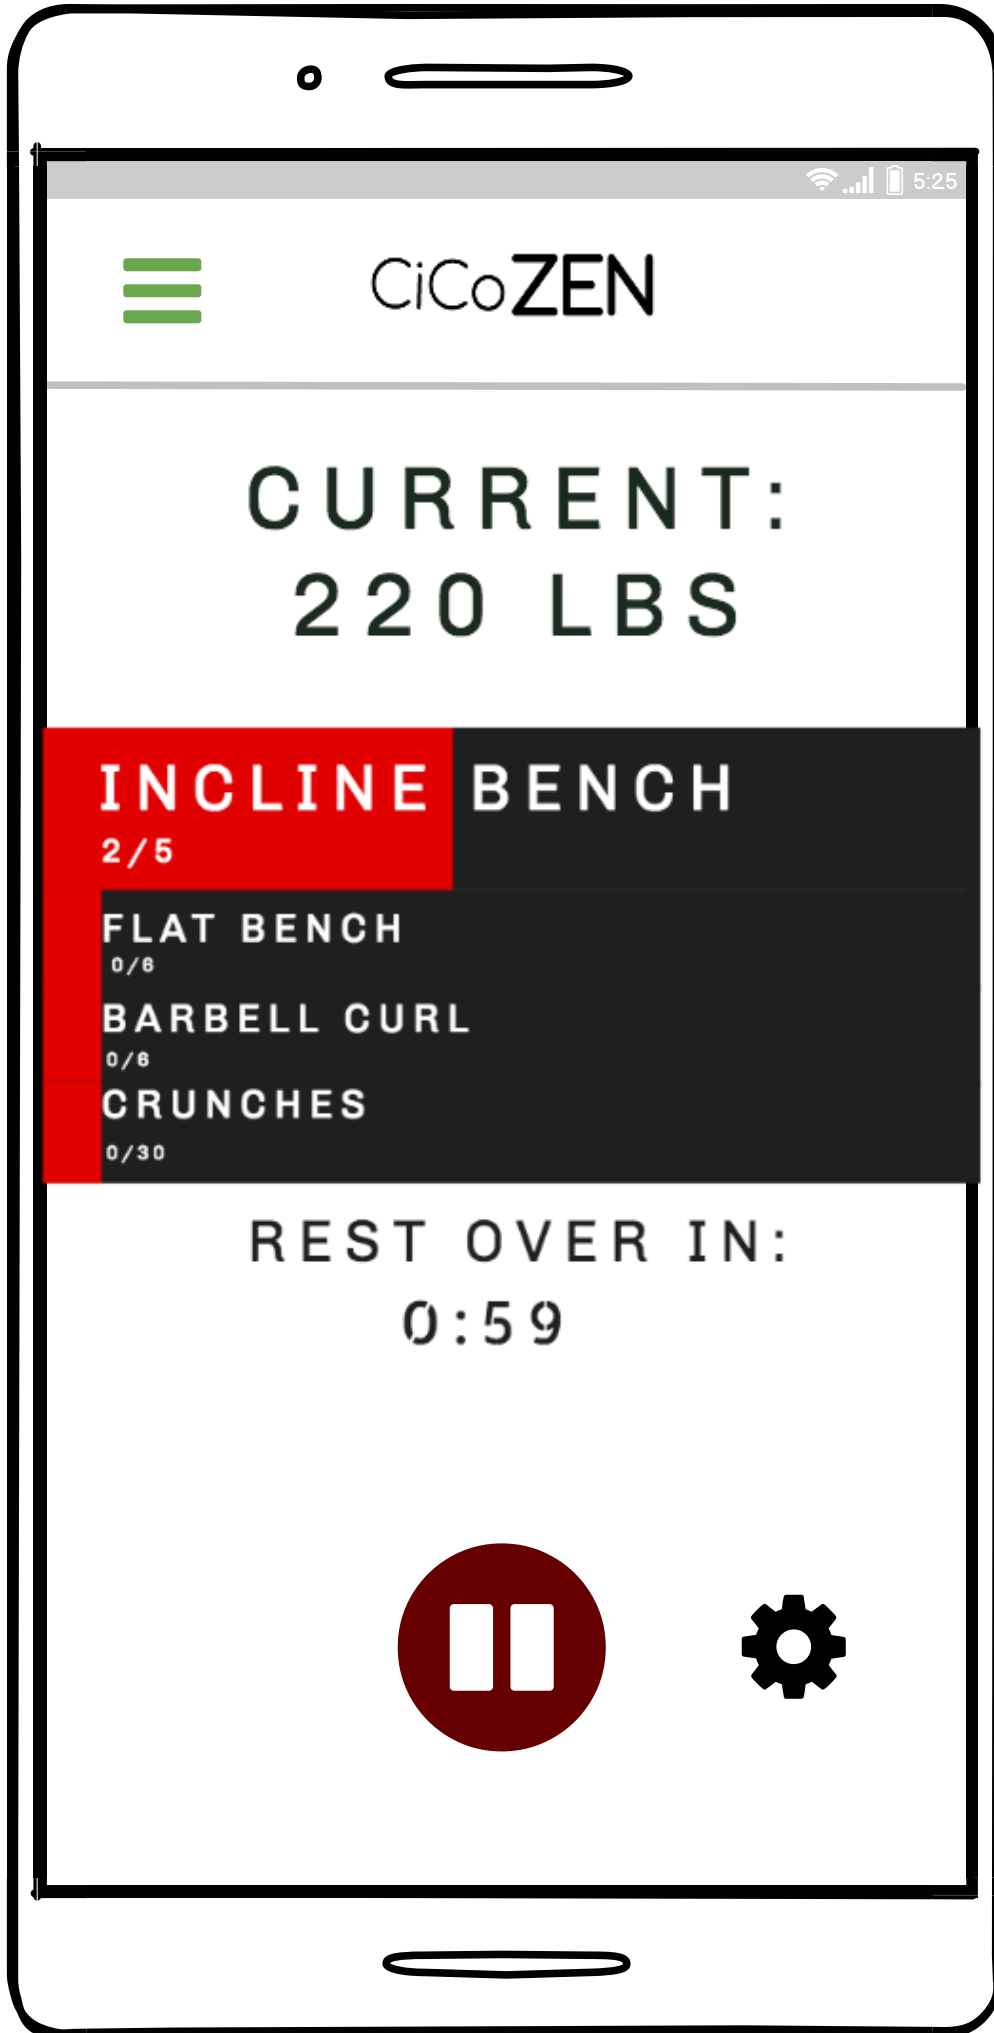 5:25
CiCoZEN
CURRENT:
220 LBS
INCLINE BENCH
2/5
FLAT BENCH
0/6
BARBELL CURL
0/6
CRUNCHES
0/30
REST OVER IN:
0:59